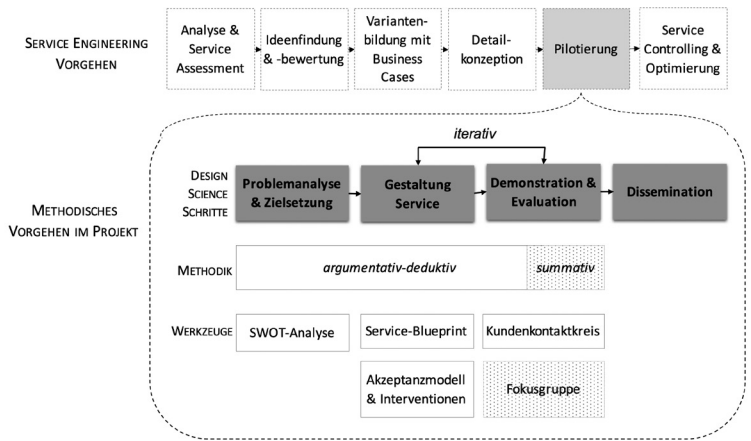 SERVICE ENGINEERING
VORGEHEN
Analyse &
Service
Assessment
Ideenfindung
& -bewertung
Varianten-
bildung mit
Business
Cases
Detail-
konzeption
Pilotierung
Service
Controlling &
Optimierung
METHODISCHES
VORGEHEN IM PROJEKT
iterativ
DESIGN
SCIENCE
SCHRITTE
Problemanalyse
& Zielsetzung
Gestaltung
Service
Demonstration &
Evaluation
Dissemination
METHODIK
argumentativ-deduktiv
summativ
WERKZEUGE
SWOT-Analyse
Service-Blueprint
Kundenkontaktkreis
Akzeptanzmodell
& Interventionen
Fokusgruppe